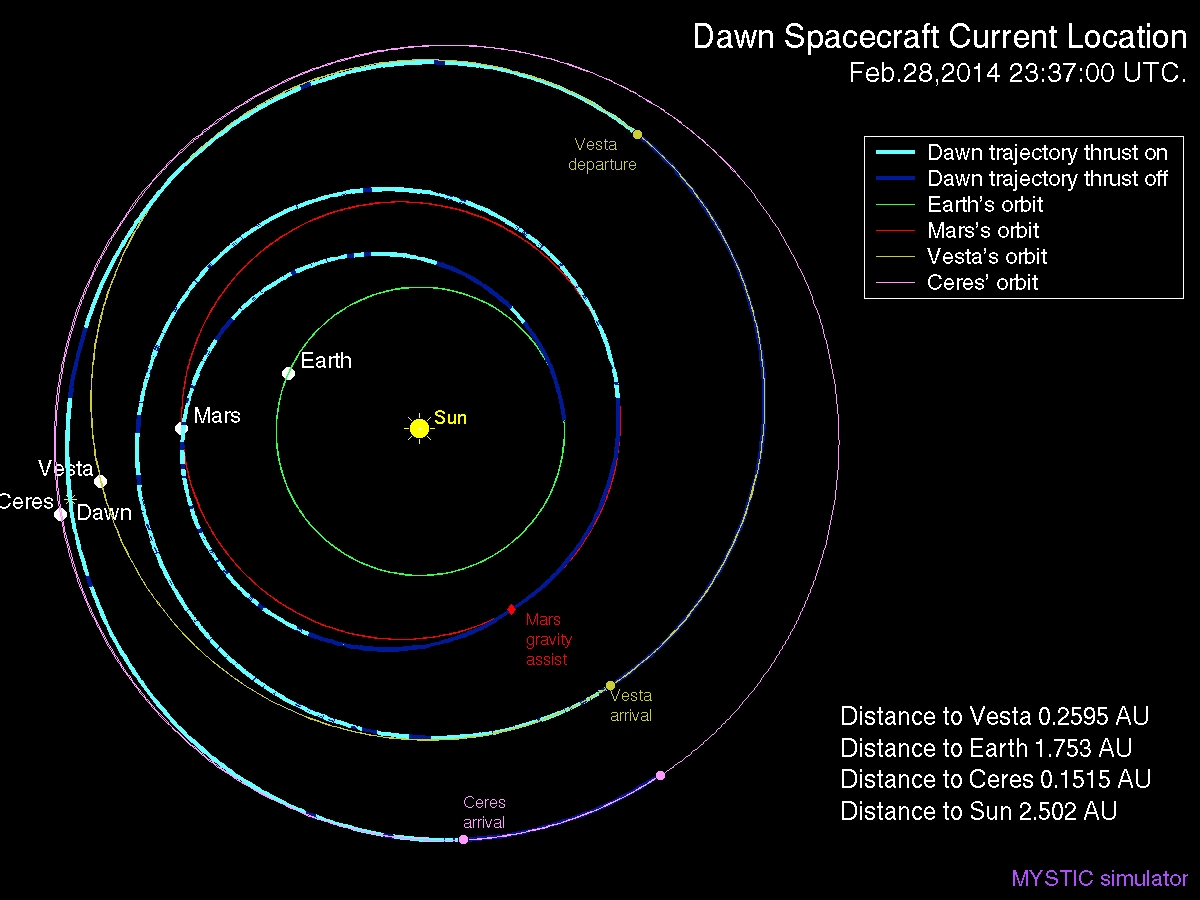 Dawn Spacecraft Current Location
Feb.28,2014 23:37:00 UTC.
Dawn trajectory thrust on
Dawn trajectory thrust off
Earth's orbit
Mars's orbit
Vesta's orbit
Ceres' orbit
Vesta
departure
Earth
Mars
Sun
Vesta
Ceres
Dawn
Mars
gravity
assist
Vesta
arrival
Ceres
arrival
Distance to Vesta 0.2595 AU
Distance to Earth 1.753 AU
Distance to Ceres 0.1515 AU
Distance to Sun 2.502 AU
MYSTIC simulator